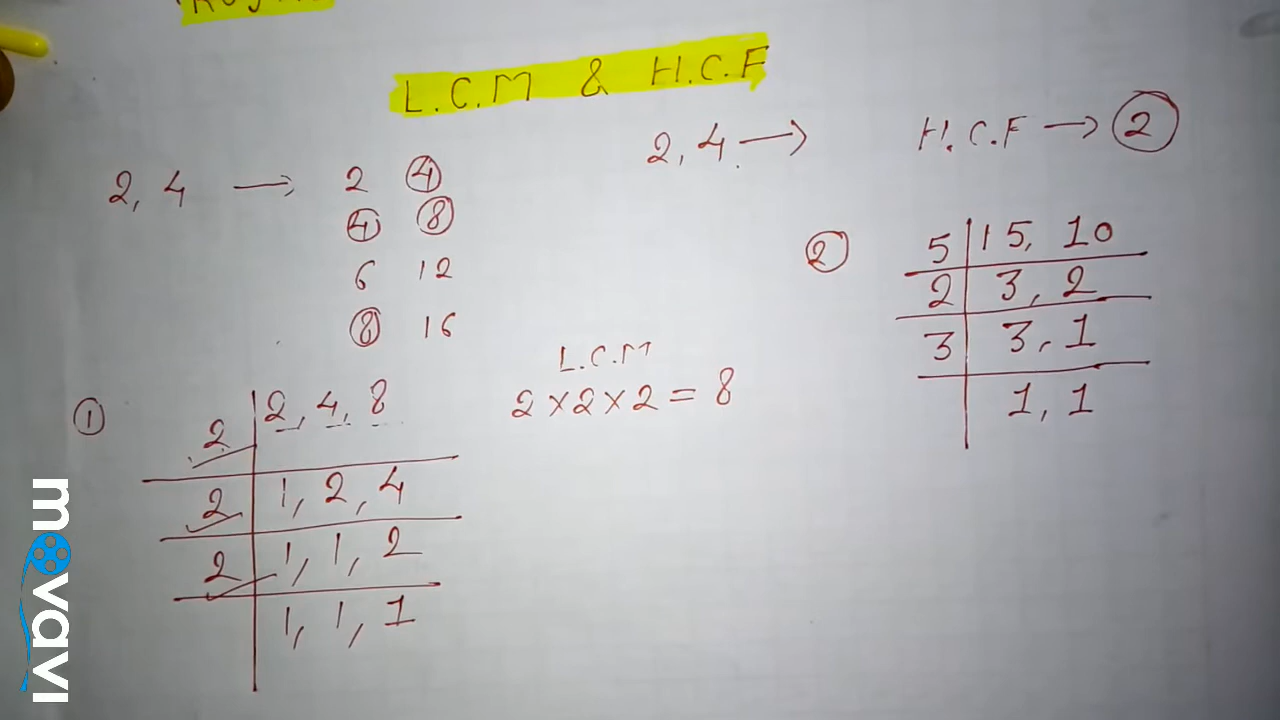 L.C.M & H.C.F
2, 4 → 2 ④
④ ⑧
6 12
⑧ 16
2, 4. → H.C.F → ②
① 2 | 2, 4, 8
2 | 1, 2, 4
2 | 1, 1, 2
1, 1, 1
L.C.M
2 × 2 × 2 = 8
② 5 | 15, 10
2 | 3, 2
3 | 3, 1
1, 1
movavi